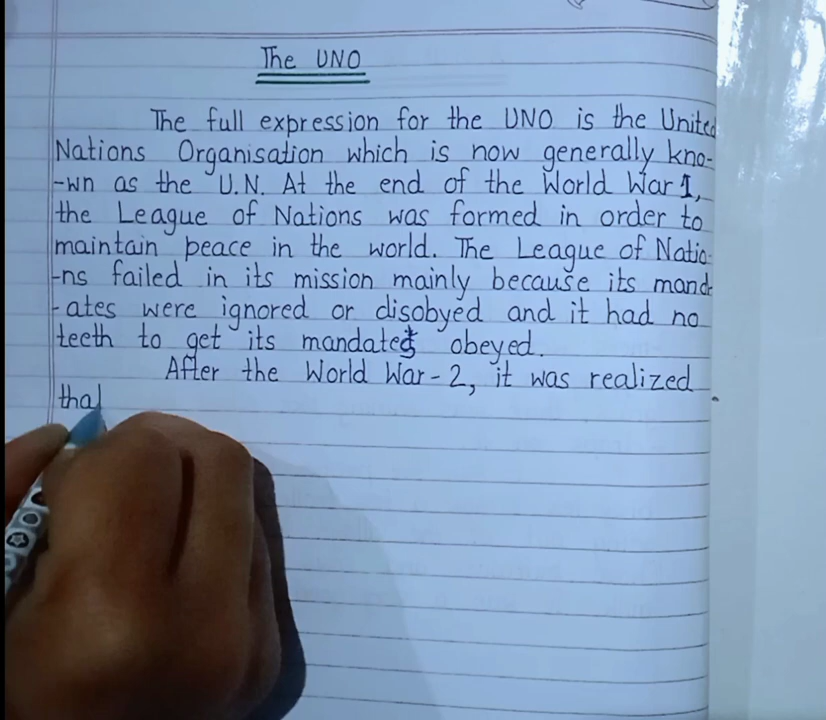 The UNO
The full expression for the UNO is the United
Nations Organisation which is now generally kno-
-wn as the U.N. At the end of the World War 1,
the League of Nations was formed in order to
maintain peace in the world. The League of Natio-
-ns failed in its mission mainly because its mand-
-ates were ignored or disobyed and it had no
teeth to get its mandates obeyed.
After the World War-2, it was realized
tha